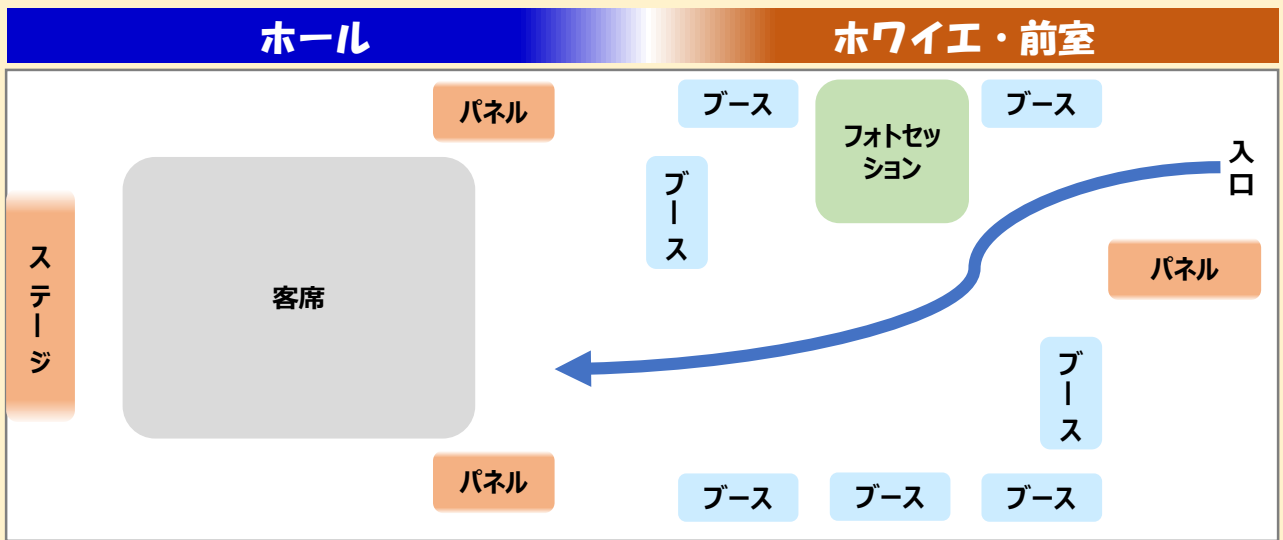 ホール
ホワイエ・前室
パネル
ブース
フォトセッ
ション
ブース
入口
ブース
ステージ
客席
パネル
ブース
パネル
ブース
ブース
ブース